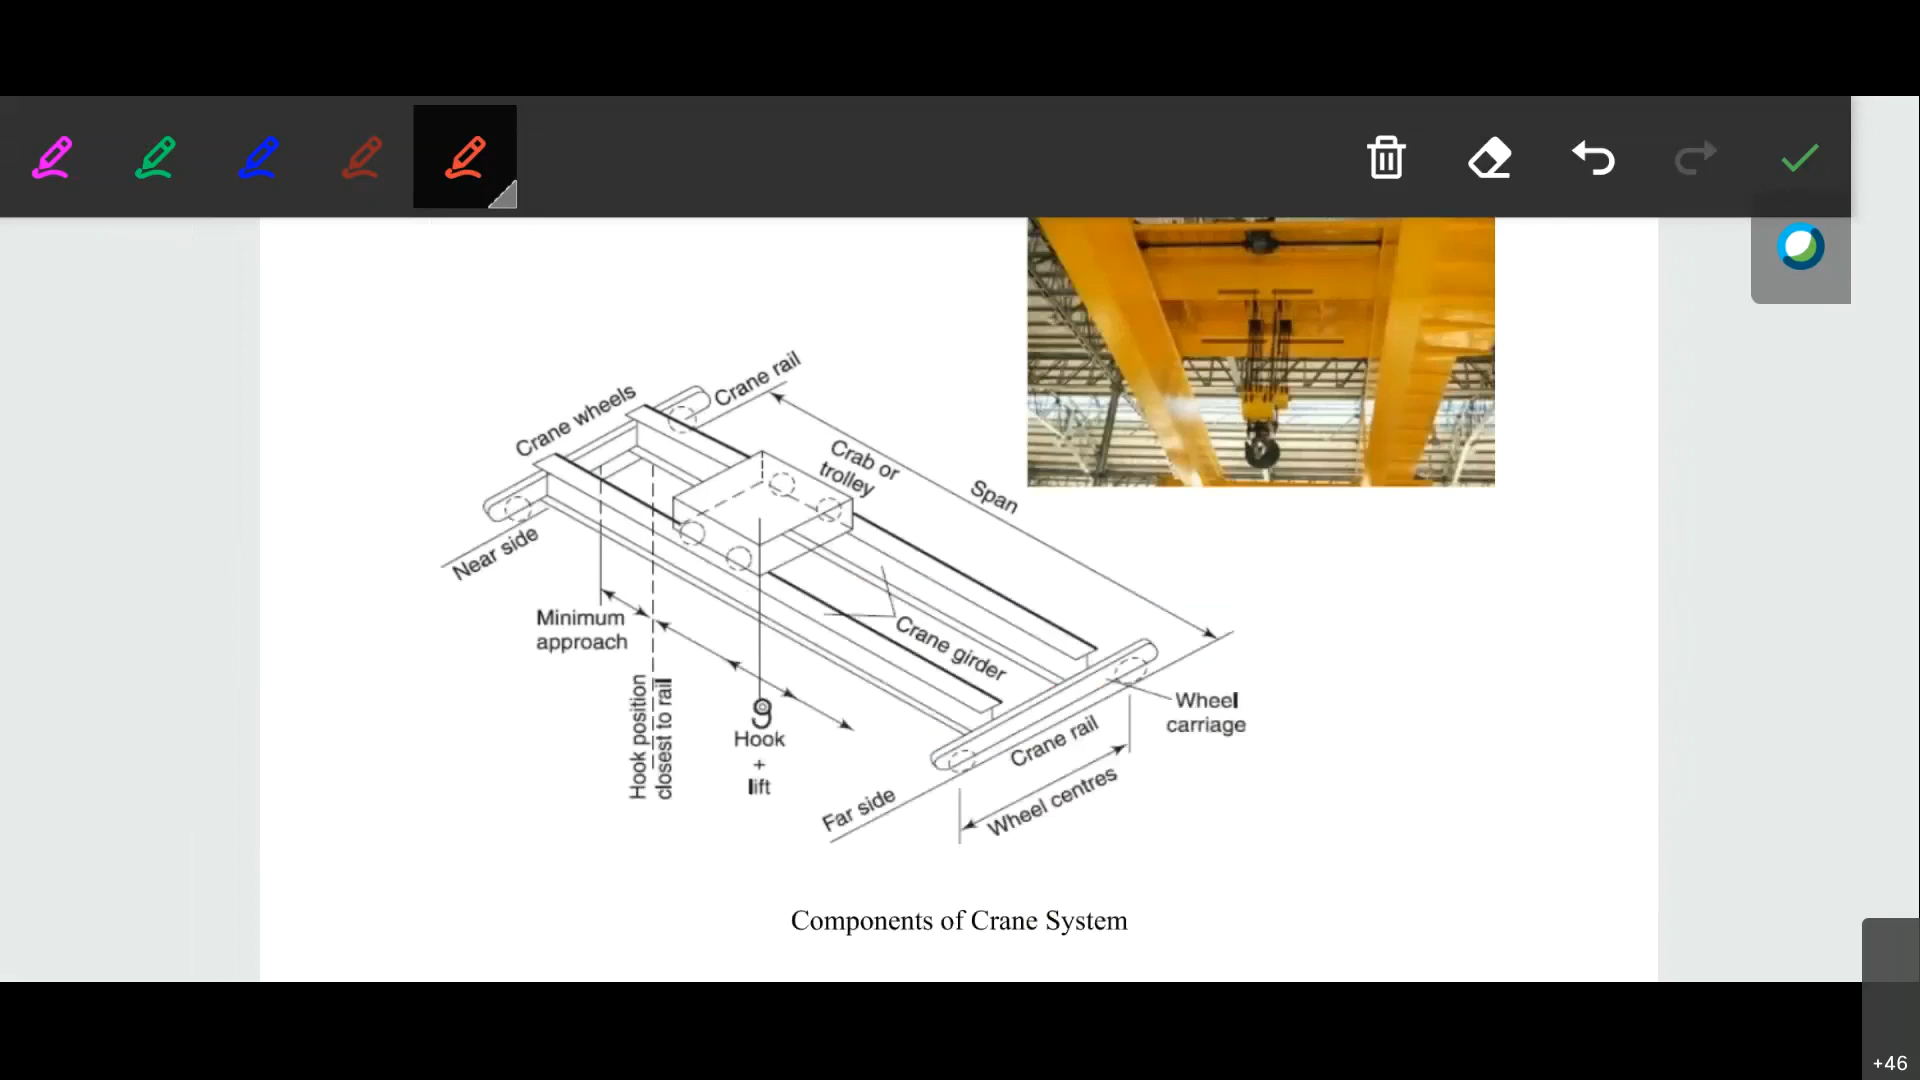 Crane rail
Crane wheels
Crab or
trolley
Span
Near side
Minimum
approach
Crane girder
Hook position
closest to rail
Hook
+
lift
Wheel
carriage
Crane rail
Wheel centres
Far side
Components of Crane System
+46